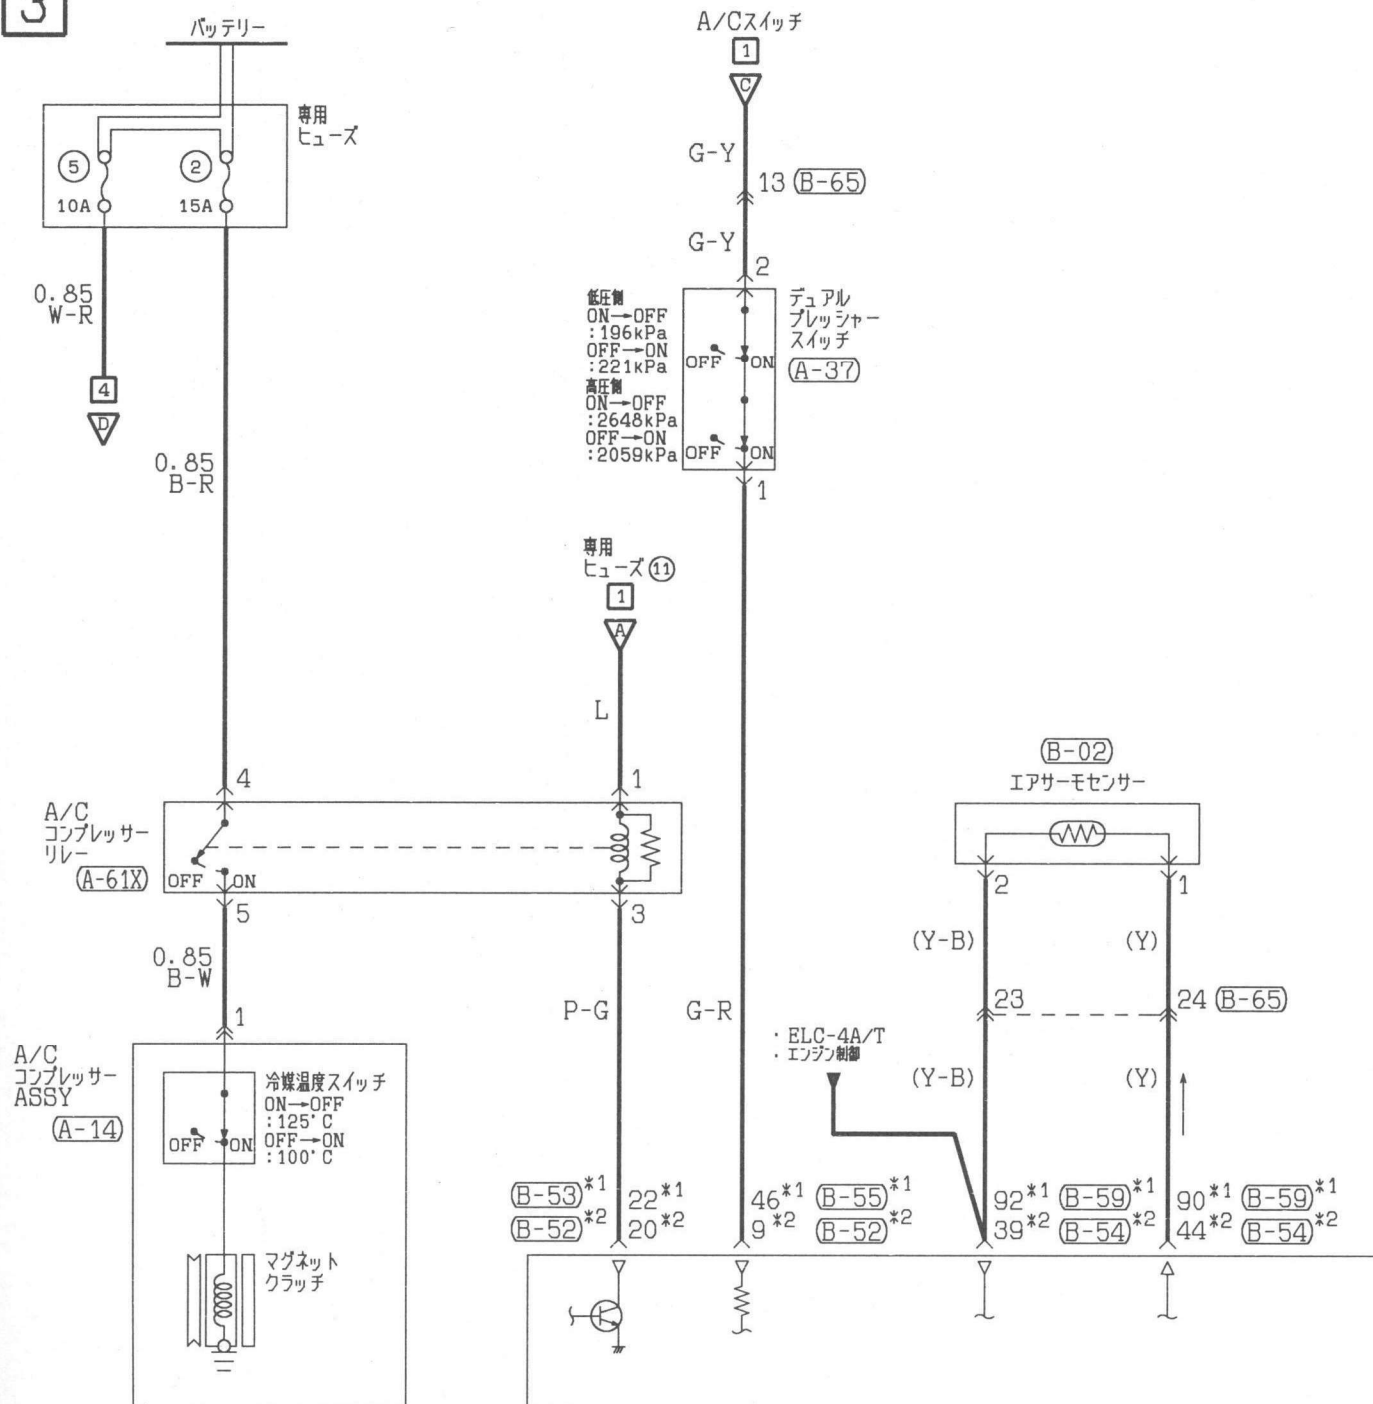 3
バッテリー
専用
ヒューズ
5
10A
2
15A
0.85
W-R
4
D
0.85
B-R
A/Cスイッチ
1
C
G-Y
13 (B-65)
G-Y
2
低圧側
ON→OFF
:196kPa
OFF→ON
:221kPa
高圧側
ON→OFF
:2648kPa
OFF→ON
:2059kPa
OFF ON
OFF ON
デュアル
プレッシャー
スイッチ
(A-37)
1
専用
ヒューズ 11
1
A
L
4
1
A/C
コンプレッサー
リレー
(A-61X)
OFF ON
5
3
0.85
B-W
1
P-G
G-R
(B-02)
エアサーモセンサー
2
1
(Y-B)
(Y)
23
24 (B-65)
(Y-B)
(Y)
・ELC-4A/T
・エンジン制御
A/C
コンプレッサー
ASSY
(A-14)
冷媒温度スイッチ
ON→OFF
:125°C
OFF→ON
:100°C
OFF ON
マグネット
クラッチ
(B-53)*1 22*1
(B-52)*2 20*2
46*1 (B-55)*1
9*2 (B-52)*2
92*1 (B-59)*1
39*2 (B-54)*2
90*1 (B-59)*1
44*2 (B-54)*2